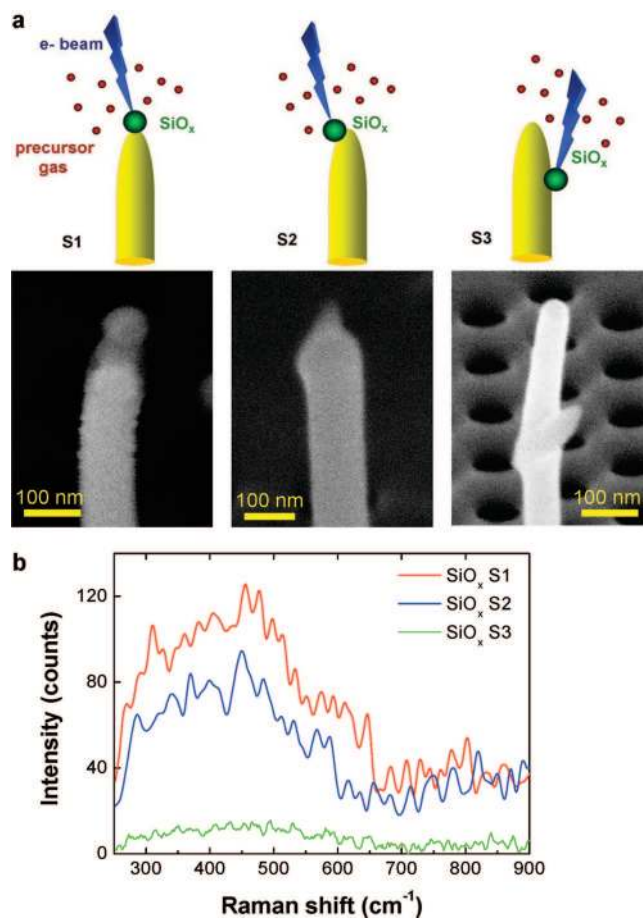 a
e- beam
SiOₓ
precursor
gas
S1
SiOₓ
S2
SiOₓ
S3
100 nm
100 nm
100 nm
b
SiOₓ S1
SiOₓ S2
SiOₓ S3
120
80
40
0
Intensity (counts)
300 400 500 600 700 800 900
Raman shift (cm⁻¹)